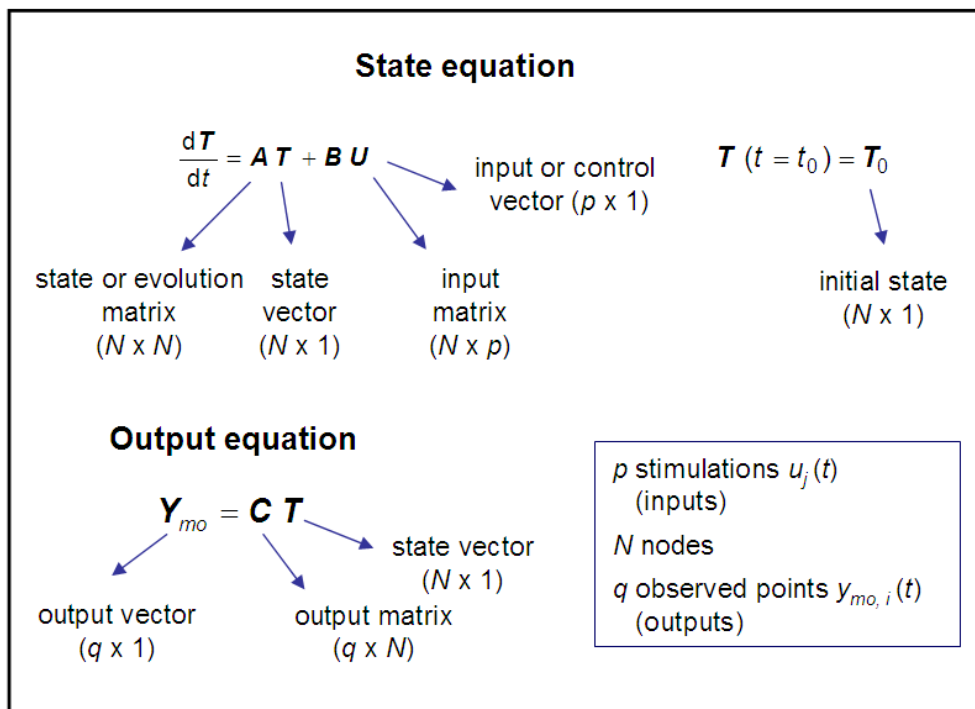 State equation
dT/dt = A T + B U
T (t = t₀) = T₀
input or control
vector (p x 1)
state or evolution
matrix
(N x N)
state
vector
(N x 1)
input
matrix
(N x p)
initial state
(N x 1)
Output equation
Yₘₒ = C T
state vector
(N x 1)
output vector
(q x 1)
output matrix
(q x N)
p stimulations uⱼ (t)
(inputs)
N nodes
q observed points yₘₒ, ᵢ (t)
(outputs)